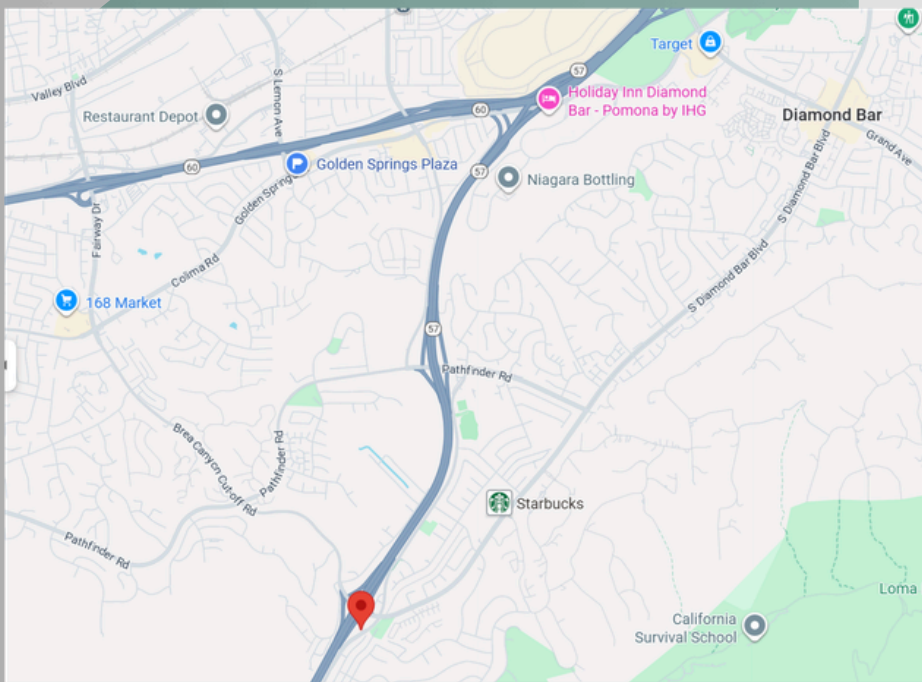 57
Target
Valley Blvd
S Lemon Ave
60
Holiday Inn Diamond
Bar - Pomona by IHG
Restaurant Depot
Diamond Bar
Grand Ave
60
Golden Springs Plaza
57
Niagara Bottling
Golden Springs
S Diamond Bar Blvd
Fairway Dr
Colima Rd
S Diamond Bar Blvd
168 Market
57
Pathfinder Rd
Brea Canyon Cutoff Rd
Pathfinder Rd
Starbucks
Pathfinder Rd
Loma
California
Survival School